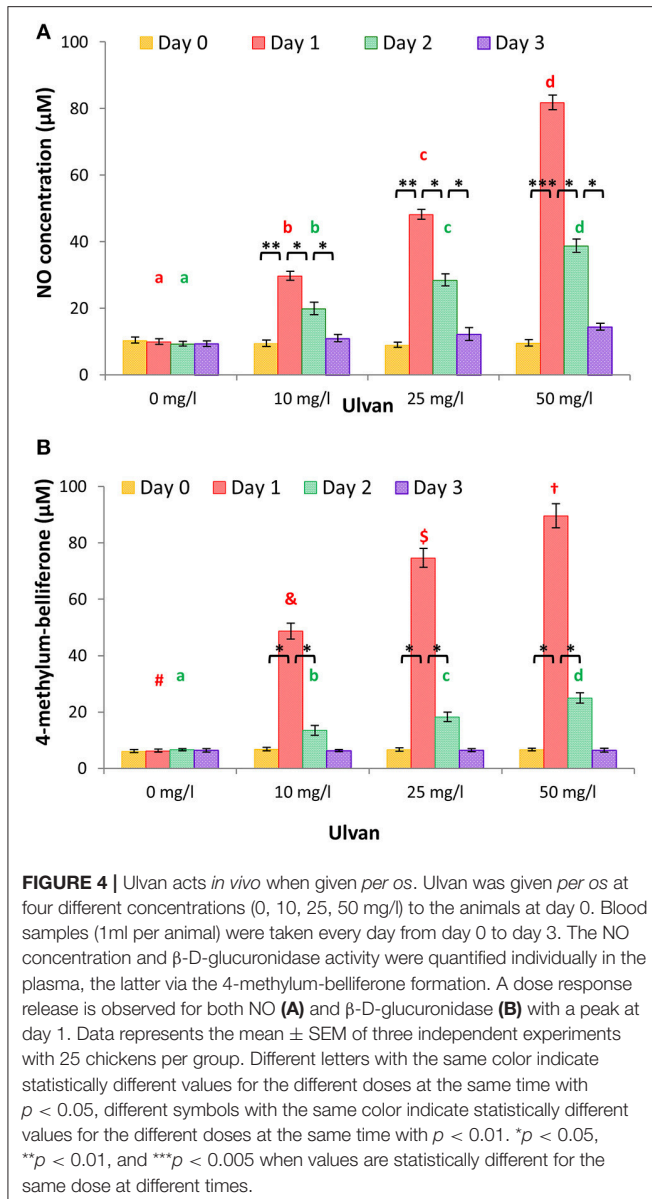 A
Day 0 Day 1 Day 2 Day 3
NO concentration (µM)
100
80
60
40
20
0
a a
** * *
b b
** * *
c
c
*** * *
d
d
0 mg/l 10 mg/l 25 mg/l 50 mg/l
Ulvan
B
Day 0 Day 1 Day 2 Day 3
4-methylum-belliferone (µM)
100
80
60
40
20
0
# a
&
* *
b
$
* *
c
†
* *
d
0 mg/l 10 mg/l 25 mg/l 50 mg/l
Ulvan
FIGURE 4 | Ulvan acts in vivo when given per os. Ulvan was given per os at
four different concentrations (0, 10, 25, 50 mg/l) to the animals at day 0. Blood
samples (1ml per animal) were taken every day from day 0 to day 3. The NO
concentration and β-D-glucuronidase activity were quantified individually in the
plasma, the latter via the 4-methylum-belliferone formation. A dose response
release is observed for both NO (A) and β-D-glucuronidase (B) with a peak at
day 1. Data represents the mean ± SEM of three independent experiments
with 25 chickens per group. Different letters with the same color indicate
statistically different values for the different doses at the same time with
p < 0.05, different symbols with the same color indicate statistically different
values for the different doses at the same time with p < 0.01. *p < 0.05,
**p < 0.01, and ***p < 0.005 when values are statistically different for the
same dose at different times.